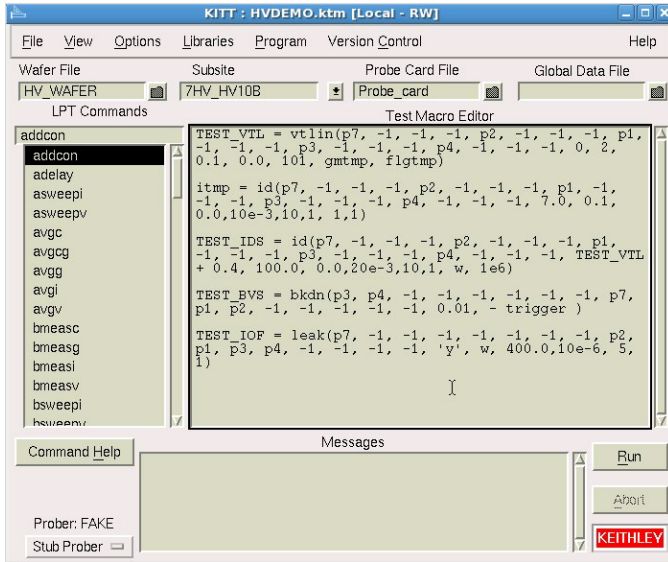 KITT : HVDEMO.ktm [Local - RW]
File View Options Libraries Program Version Control Help
Wafer File Subsite Probe Card File Global Data File
HV_WAFER 7HV_HV10B Probe_card
LPT Commands Test Macro Editor
addcon
addcon
adelay
asweepi
asweepv
avgc
avgcg
avgg
avgi
avgv
bmeasc
bmeasg
bmeasi
bmeasv
bsweepi
bsweepv
TEST_VTL = vtlin(p7, -1, -1, -1, p2, -1, -1, -1, p1,
-1, -1, -1, p3, -1, -1, -1, p4, -1, -1, -1, 0, 2,
0.1, 0.0, 101, gmtmp, flgtmp)
itmp = id(p7, -1, -1, -1, p2, -1, -1, -1, p1, -1,
-1, -1, p3, -1, -1, -1, p4, -1, -1, -1, 7.0, 0.1,
0.0,10e-3,10,1, 1,1)
TEST_IDS = id(p7, -1, -1, -1, p2, -1, -1, -1, p1,
-1, -1, -1, p3, -1, -1, -1, p4, -1, -1, -1, TEST_VTL
+ 0.4, 100.0, 0.0,20e-3,10,1, w, 1e6)
TEST_BVS = bkdn(p3, p4, -1, -1, -1, -1, -1, -1, p7,
p1, p2, -1, -1, -1, -1, -1, 0.01, - trigger )
TEST_IOF = leak(p7, -1, -1, -1, -1, -1, -1, -1, p2,
p1, p3, p4, -1, -1, -1, -1, 'y', w, 400.0,10e-6, 5,
1)
Command Help
Messages
Run
Abort
Prober: FAKE
Stub Prober
KEITHLEY